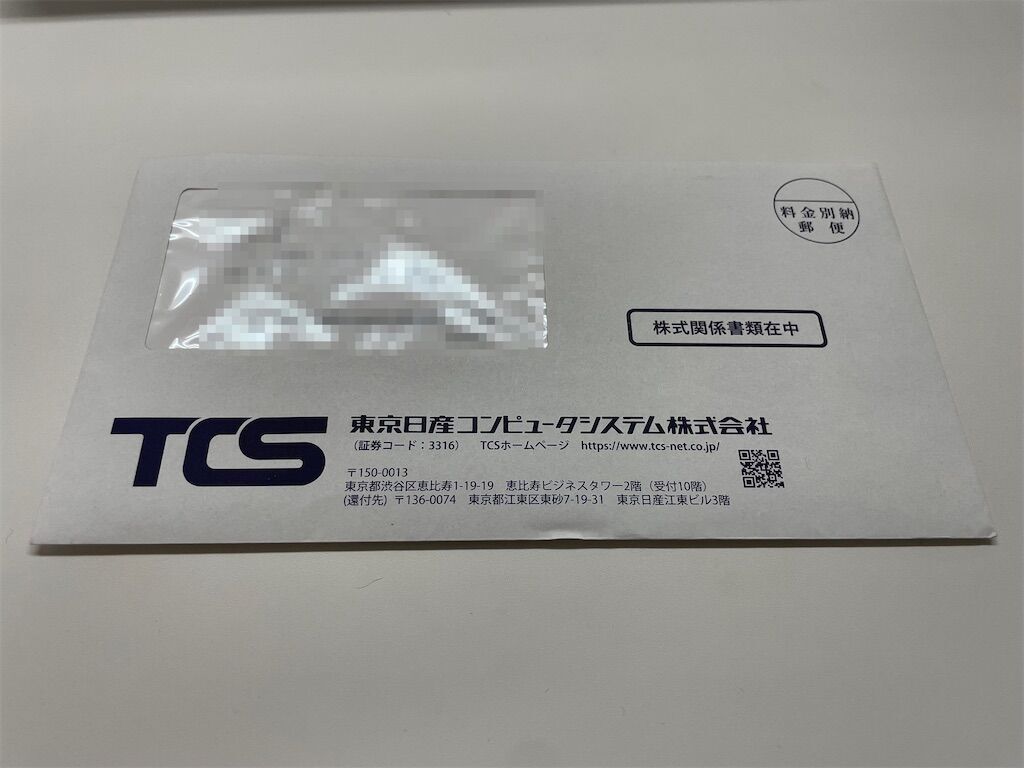 料金別納
郵便
株式関係書類在中
TCS
東京日産コンピュータシステム株式会社
(証券コード:3316) TCSホームページ https://www.tcs-net.co.jp/
〒150-0013
東京都渋谷区恵比寿1-19-19 恵比寿ビジネスタワー2階(受付10階)
(還付先)〒136-0074 東京都江東区東砂7-19-31 東京日産江東ビル3階